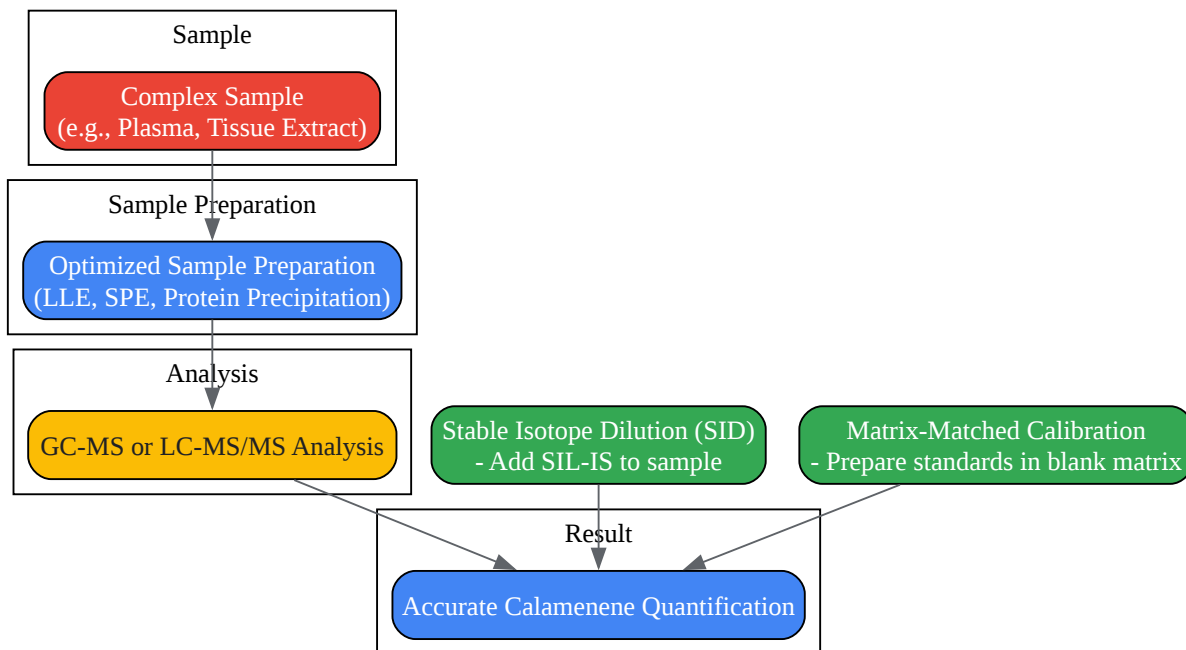 Sample
Complex Sample
(e.g., Plasma, Tissue Extract)
Sample Preparation
Optimized Sample Preparation
(LLE, SPE, Protein Precipitation)
Analysis
GC-MS or LC-MS/MS Analysis
Stable Isotope Dilution (SID)
- Add SIL-IS to sample
Matrix-Matched Calibration
- Prepare standards in blank matrix
Result
Accurate Calamenene Quantification